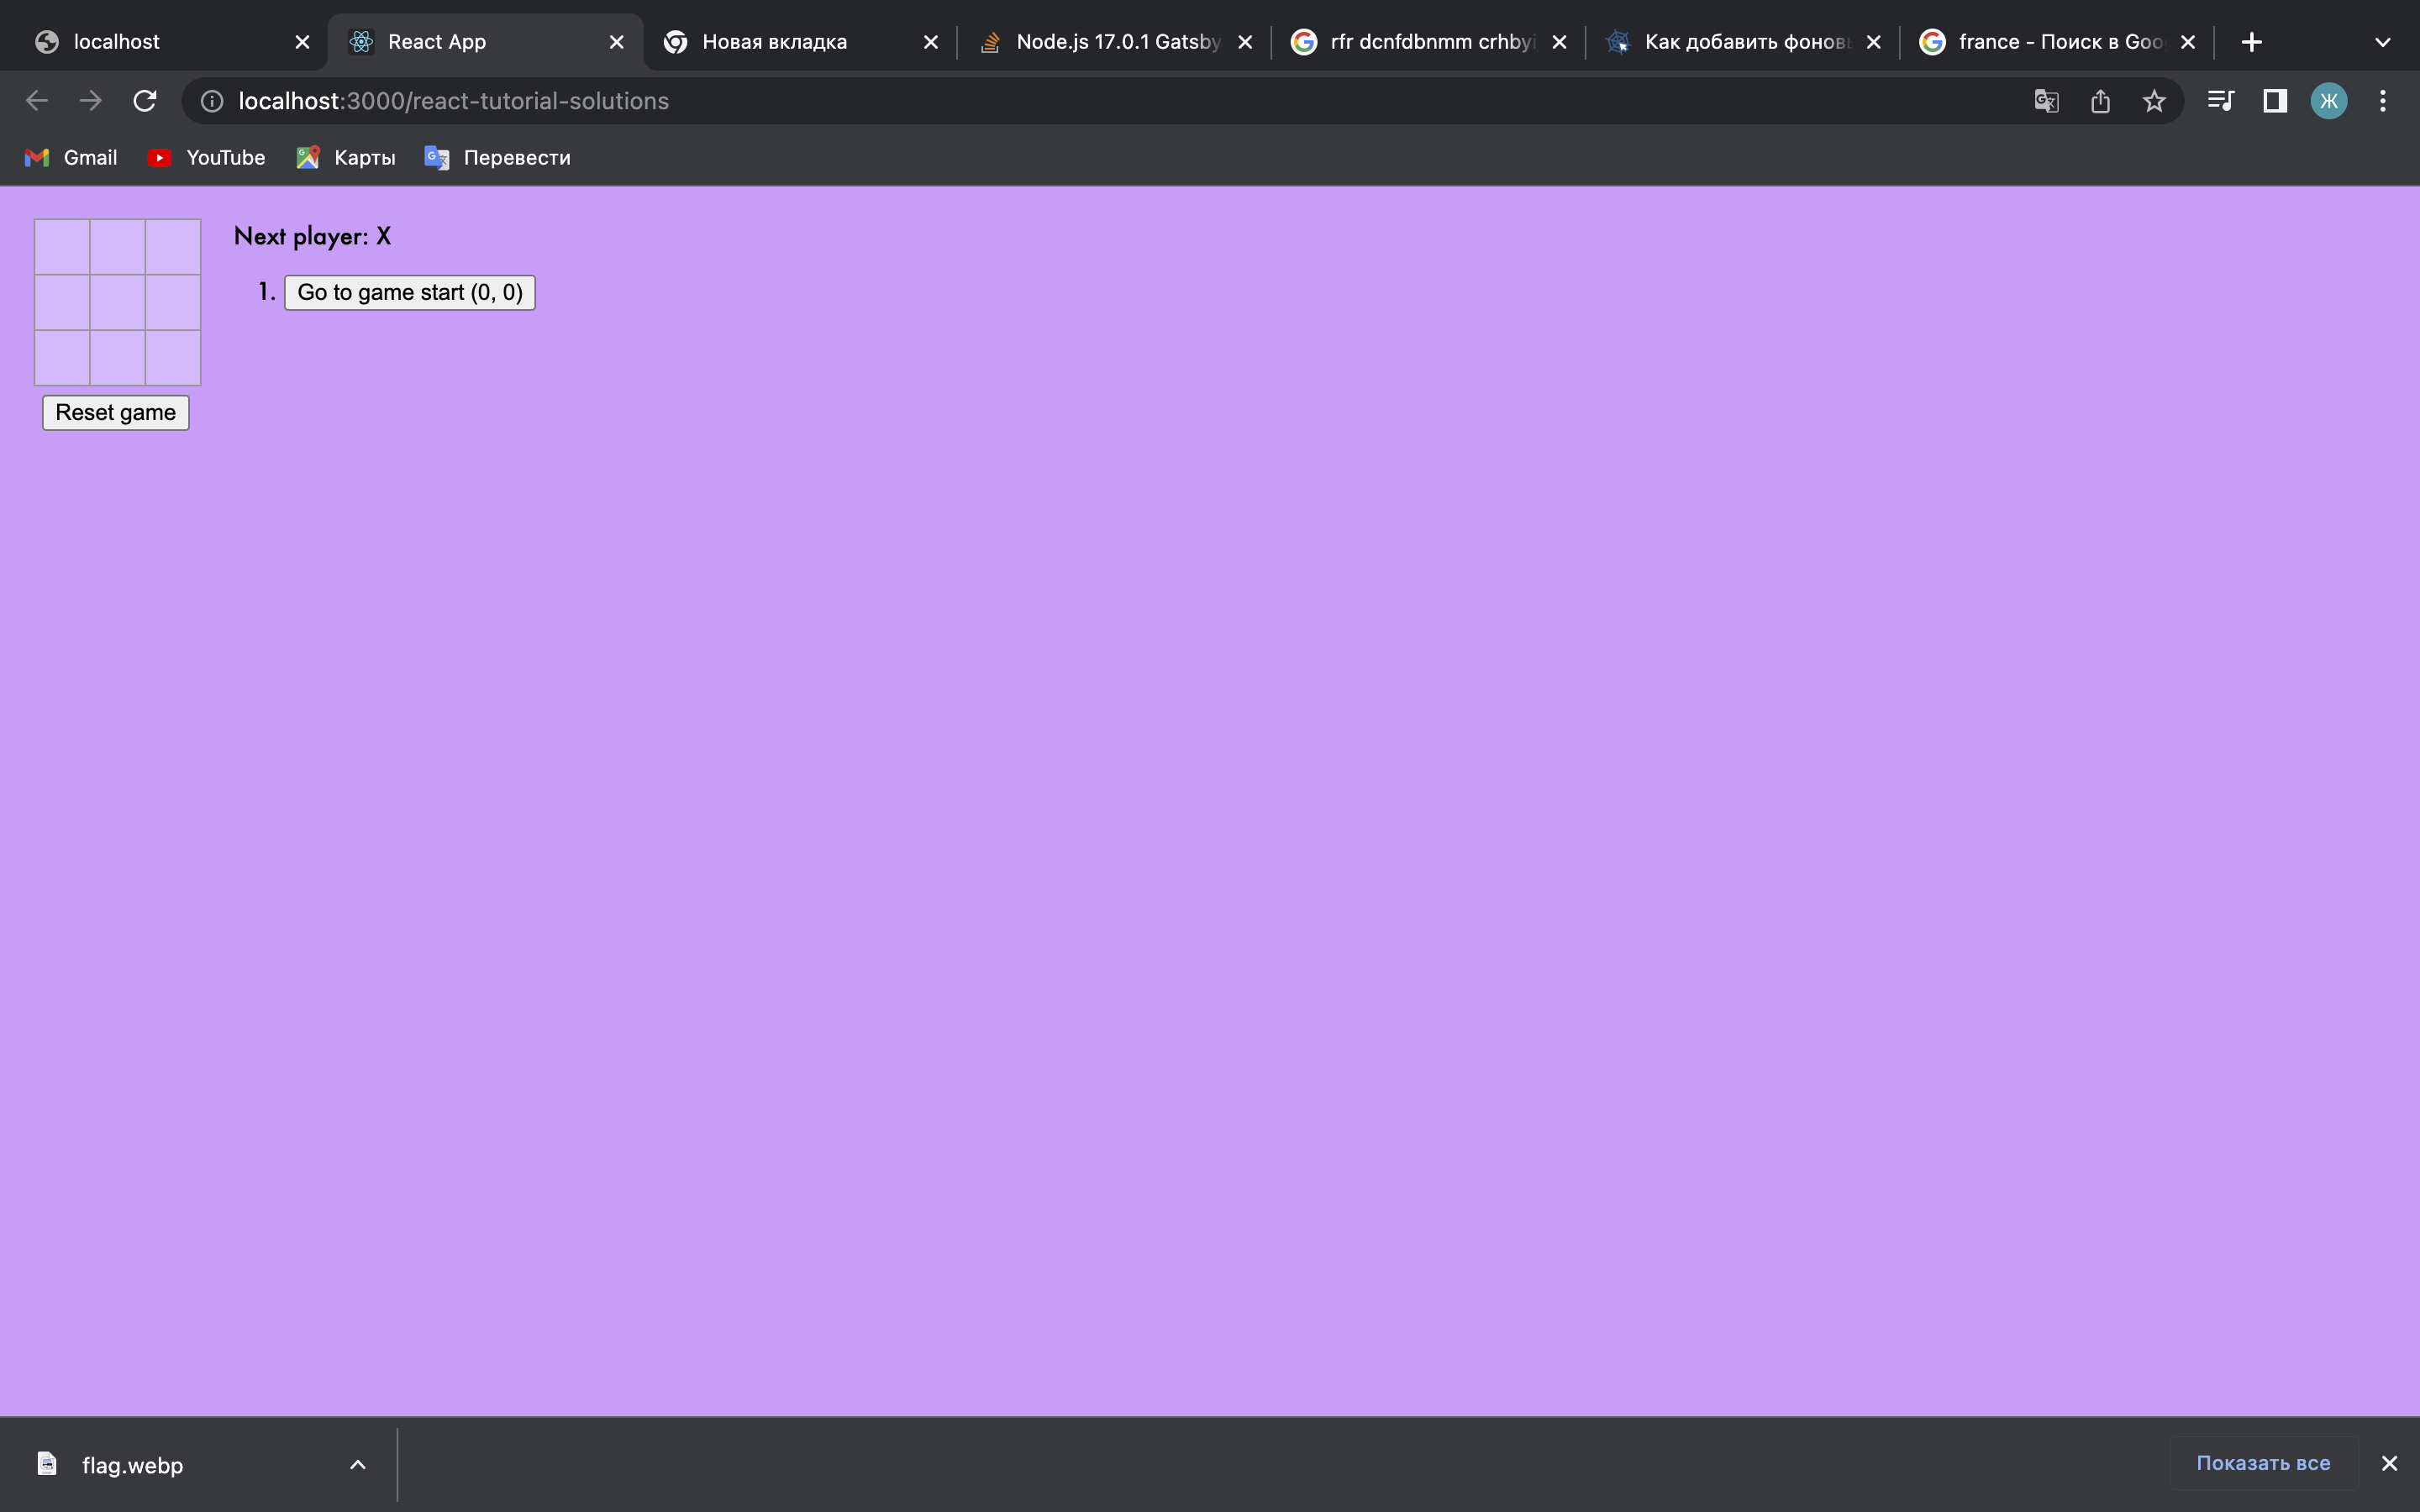 localhost
React App
Новая вкладка
Node.js 17.0.1 Gatsby
rfr dcnfdbnmm crhbyi
Как добавить фоновь
france - Поиск в Goo
localhost:3000/react-tutorial-solutions
Ж
Gmail YouTube Карты Перевести
Next player: X
1. Go to game start (0, 0)
Reset game
flag.webp
Показать все